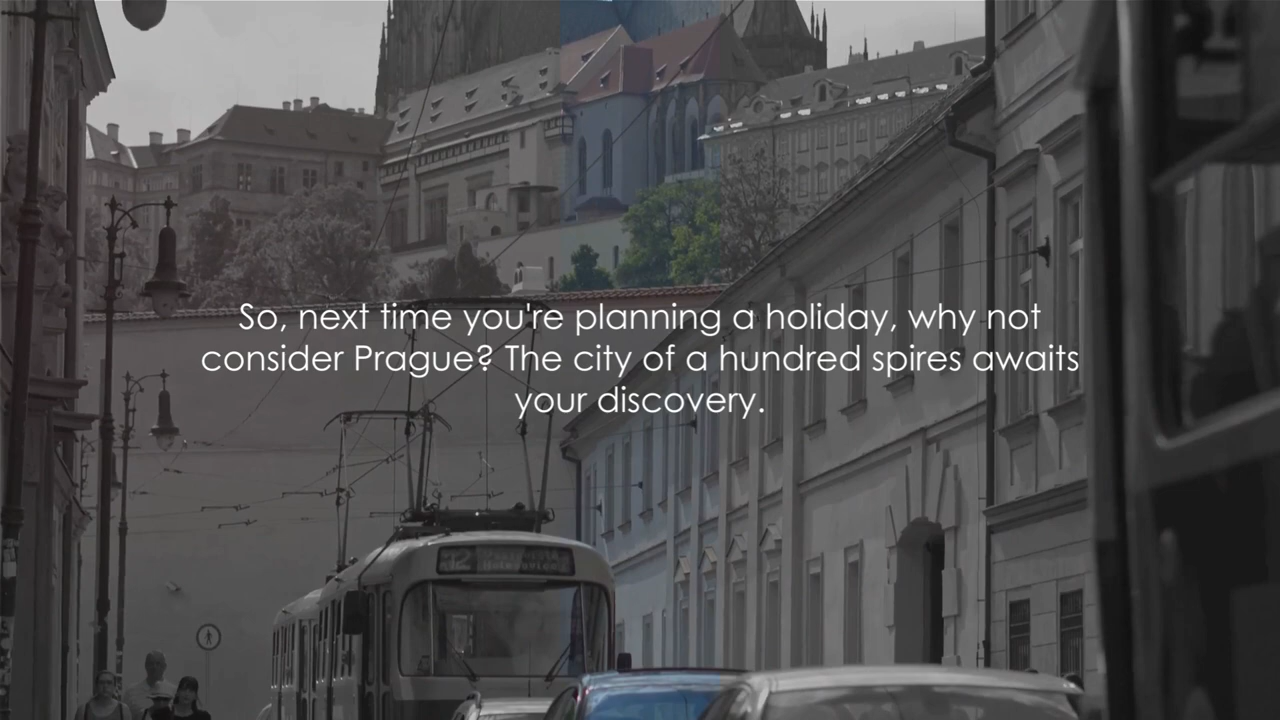 So, next time you're planning a holiday, why not
consider Prague? The city of a hundred spires awaits
your discovery.
12